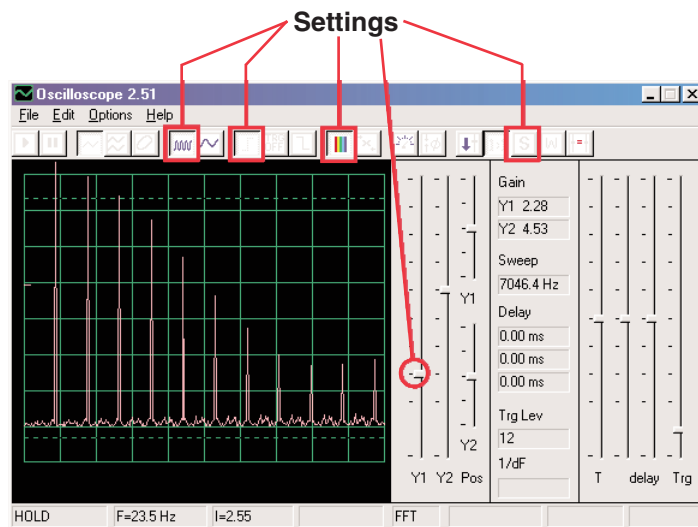 Settings
Oscilloscope 2.51
File Edit Options Help
Gain
Y1 2.28
Y2 4.53
Sweep
7046.4 Hz
Y1
Delay
0.00 ms
0.00 ms
0.00 ms
Trg Lev
12
Y2
1/dF
Y1 Y2 Pos
T delay Trg
HOLD F=23.5 Hz I=2.55 FFT